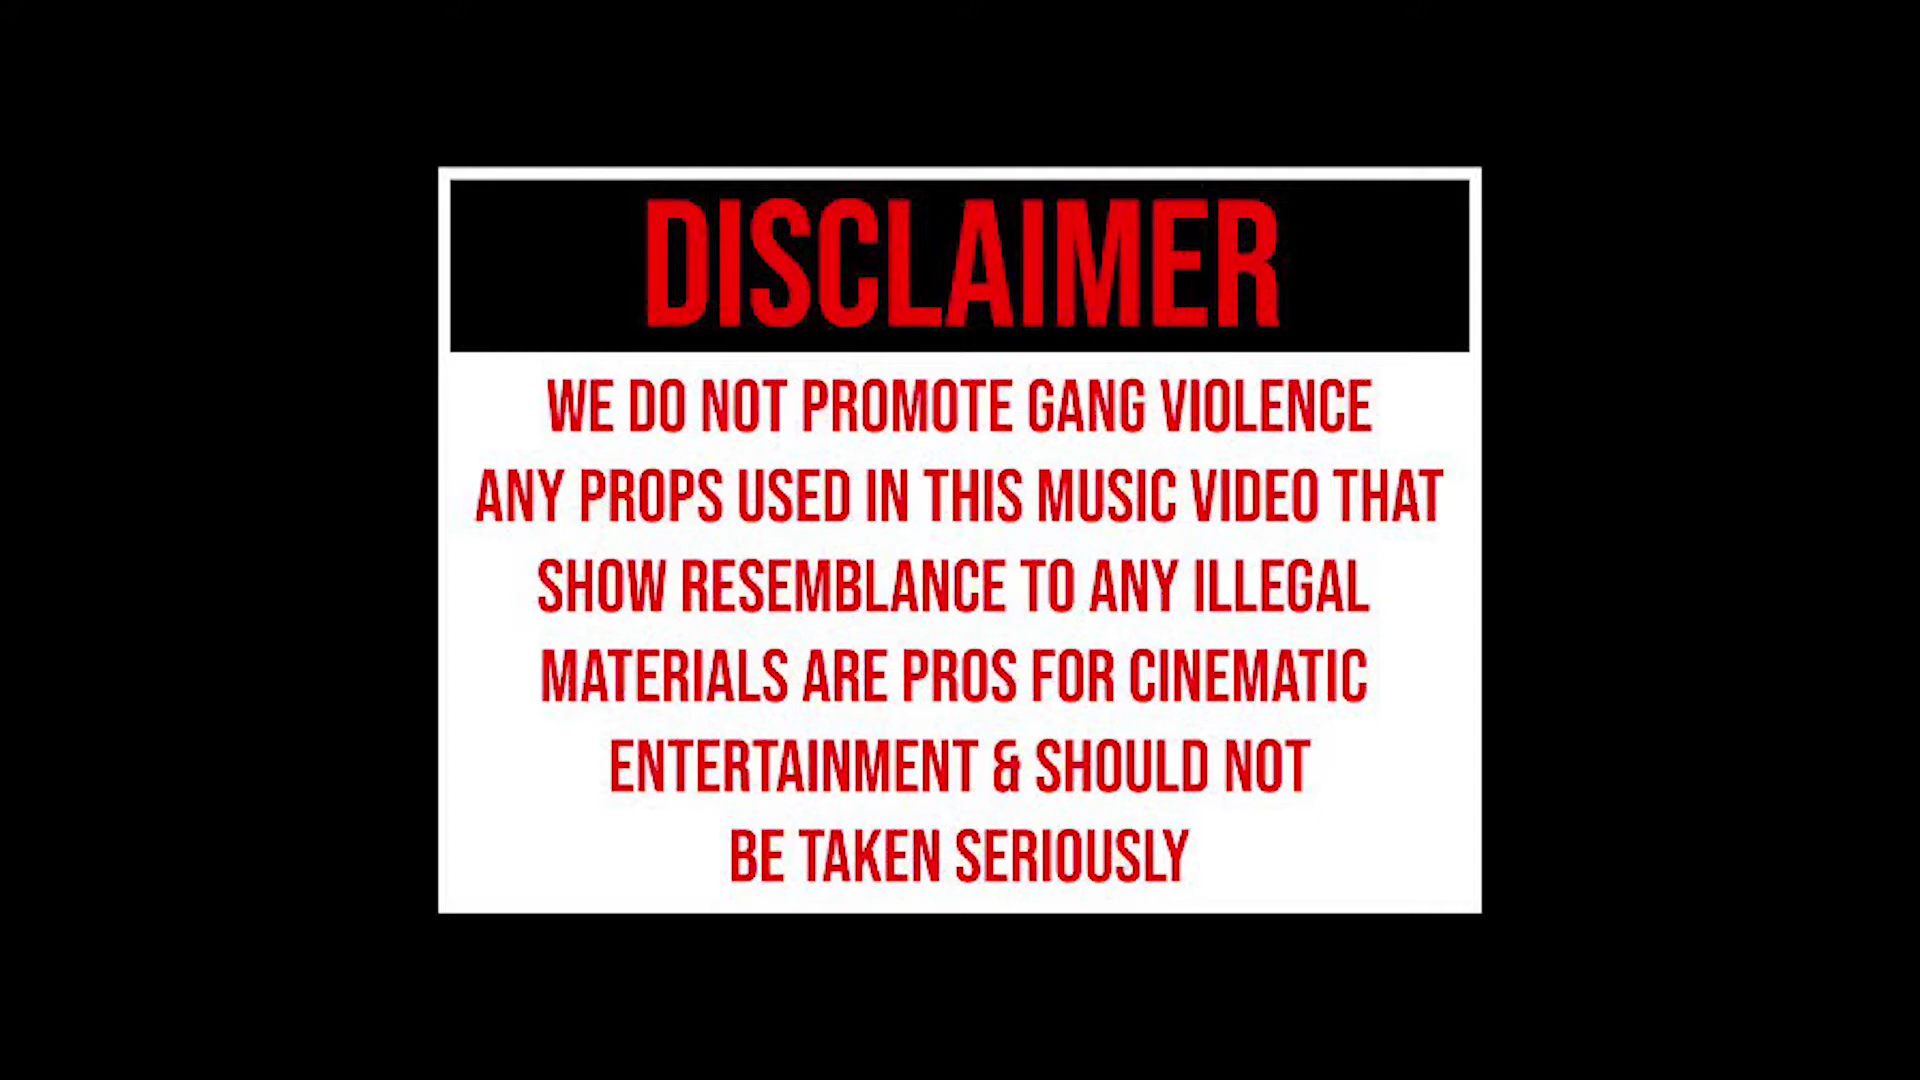 DISCLAIMER
WE DO NOT PROMOTE GANG VIOLENCE
ANY PROPS USED IN THIS MUSIC VIDEO THAT
SHOW RESEMBLANCE TO ANY ILLEGAL
MATERIALS ARE PROS FOR CINEMATIC
ENTERTAINMENT & SHOULD NOT
BE TAKEN SERIOUSLY